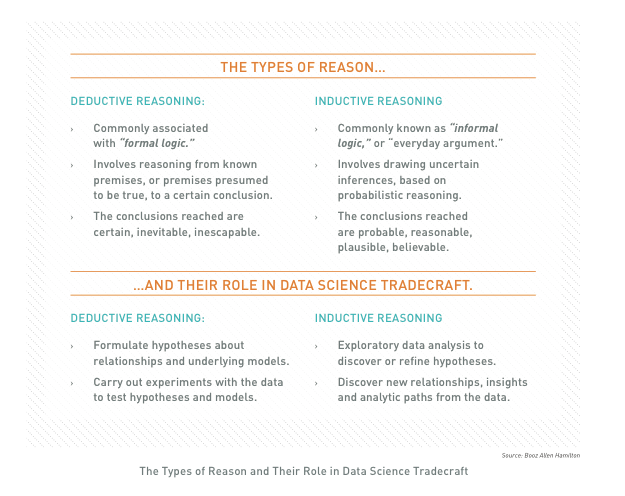 THE TYPES OF REASON...
DEDUCTIVE REASONING:
› Commonly associated
with “formal logic.”
› Involves reasoning from known
premises, or premises presumed
to be true, to a certain conclusion.
› The conclusions reached are
certain, inevitable, inescapable.
INDUCTIVE REASONING
› Commonly known as “informal
logic,” or “everyday argument.”
› Involves drawing uncertain
inferences, based on
probabilistic reasoning.
› The conclusions reached
are probable, reasonable,
plausible, believable.
...AND THEIR ROLE IN DATA SCIENCE TRADECRAFT.
DEDUCTIVE REASONING:
› Formulate hypotheses about
relationships and underlying models.
› Carry out experiments with the data
to test hypotheses and models.
INDUCTIVE REASONING
› Exploratory data analysis to
discover or refine hypotheses.
› Discover new relationships, insights
and analytic paths from the data.
Source: Booz Allen Hamilton
The Types of Reason and Their Role in Data Science Tradecraft